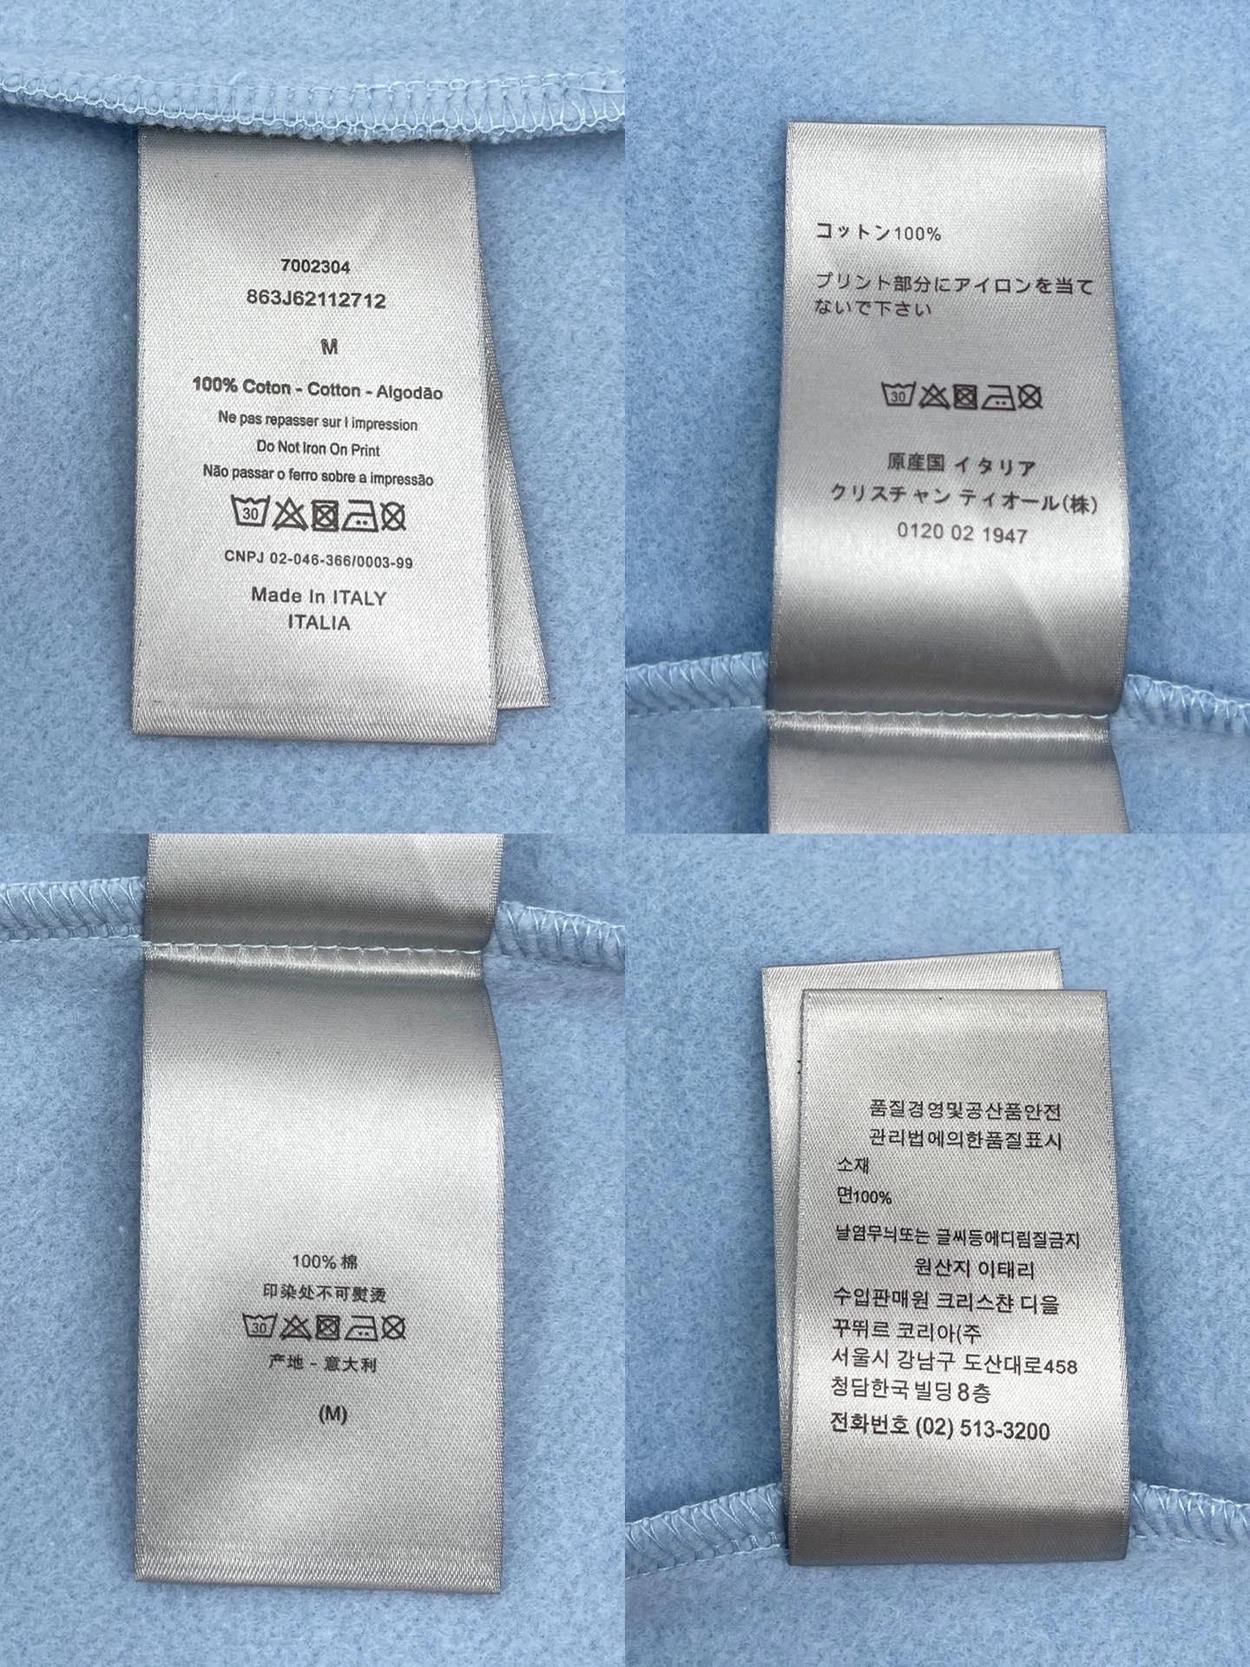 7002304
863J62112712
M
100% Coton - Cotton - Algodão
Ne pas repasser sur l impression
Do Not Iron On Print
Não passar o ferro sobre a impressão
30
CNPJ 02-046-366/0003-99
Made In ITALY
ITALIA
コットン100%
プリント部分にアイロンを当て
ないで下さい
30
原産国 イタリア
クリスチャン ティオール(株)
0120 02 1947
100% 棉
印染处不可熨烫
30
产地 - 意大利
(M)
품질경영및공산품안전
관리법에의한품질표시
소재
면100%
날염무늬또는 글씨등에디림질금지
원산지 이태리
수입판매원 크리스챤 디올
꾸뛰르 코리아(주
서울시 강남구 도산대로458
청담한국빌딩8층
전화번호 (02) 513-3200